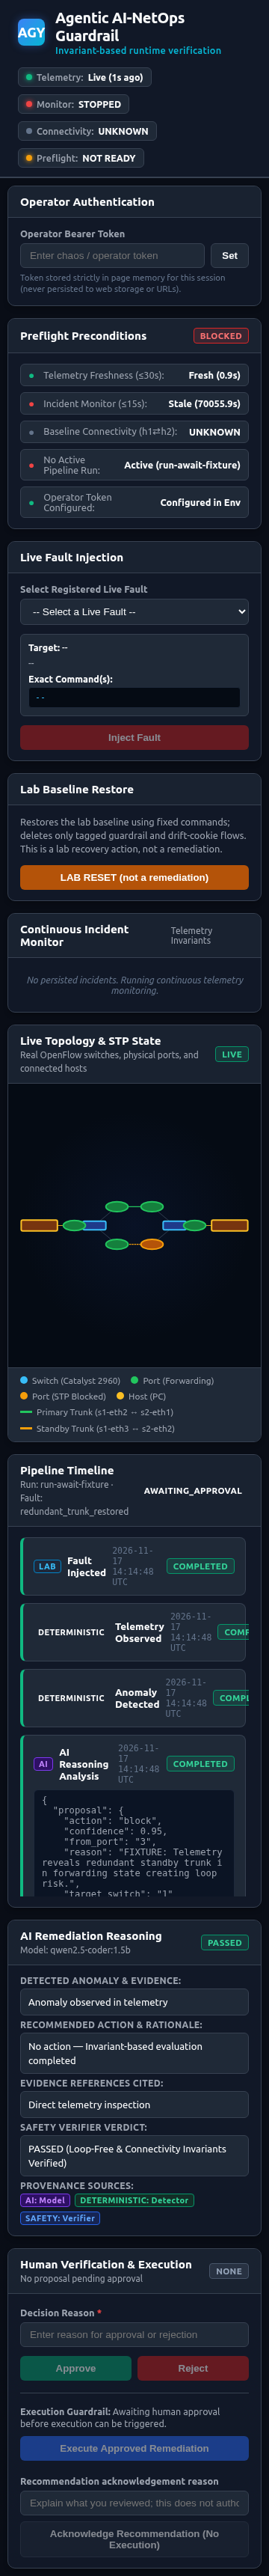 AGY
Agentic AI-NetOps
Guardrail
Invariant-based runtime verification
Telemetry: Live (1s ago)
Monitor: STOPPED
Connectivity: UNKNOWN
Preflight: NOT READY
Operator Authentication
Operator Bearer Token
Enter chaos / operator token
Set
Token stored strictly in page memory for this session
(never persisted to web storage or URLs).
Preflight Preconditions
BLOCKED
Telemetry Freshness (≤30s): Fresh (0.9s)
Incident Monitor (≤15s): Stale (70055.9s)
Baseline Connectivity (h1⇄h2): UNKNOWN
No Active
Pipeline Run:
Active (run-await-fixture)
Operator Token
Configured:
Configured in Env
Live Fault Injection
Select Registered Live Fault
-- Select a Live Fault --
Target: --
--
Exact Command(s):
--
Inject Fault
Lab Baseline Restore
Restores the lab baseline using fixed commands;
deletes only tagged guardrail and drift-cookie flows.
This is a lab recovery action, not a remediation.
LAB RESET (not a remediation)
Continuous Incident
Monitor
Telemetry
Invariants
No persisted incidents. Running continuous telemetry
monitoring.
Live Topology & STP State
Real OpenFlow switches, physical ports, and
connected hosts
LIVE
Switch (Catalyst 2960) Port (Forwarding)
Port (STP Blocked) Host (PC)
Primary Trunk (s1-eth2 -- s2-eth1)
Standby Trunk (s1-eth3 -- s2-eth2)
Pipeline Timeline
Run: run-await-fixture ·
Fault:
redundant_trunk_restored
AWAITING_APPROVAL
LAB
Fault
Injected
2026-11-
17
14:14:48
UTC
COMPLETED
DETERMINISTIC
Telemetry
Observed
2026-11-
17
14:14:48
UTC
COMP
DETERMINISTIC
Anomaly
Detected
2026-11-
17
14:14:48
UTC
COMPL
AI
AI
Reasoning
Analysis
2026-11-
17
14:14:48
UTC
COMPLETED
{
"proposal": {
"action": "block",
"confidence": 0.95,
"from_port": "3",
"reason": "FIXTURE: Telemetry
reveals redundant standby trunk i
n forwarding state creating loop
risk.",
"target_switch": "1"
AI Remediation Reasoning
Model: qwen2.5-coder:1.5b
PASSED
DETECTED ANOMALY & EVIDENCE:
Anomaly observed in telemetry
RECOMMENDED ACTION & RATIONALE:
No action — Invariant-based evaluation
completed
EVIDENCE REFERENCES CITED:
Direct telemetry inspection
SAFETY VERIFIER VERDICT:
PASSED (Loop-Free & Connectivity Invariants
Verified)
PROVENANCE SOURCES:
AI: Model DETERMINISTIC: Detector
SAFETY: Verifier
Human Verification & Execution
No proposal pending approval
NONE
Decision Reason *
Enter reason for approval or rejection
Approve
Reject
Execution Guardrail: Awaiting human approval
before execution can be triggered.
Execute Approved Remediation
Recommendation acknowledgement reason
Explain what you reviewed; this does not autho
Acknowledge Recommendation (No
Execution)